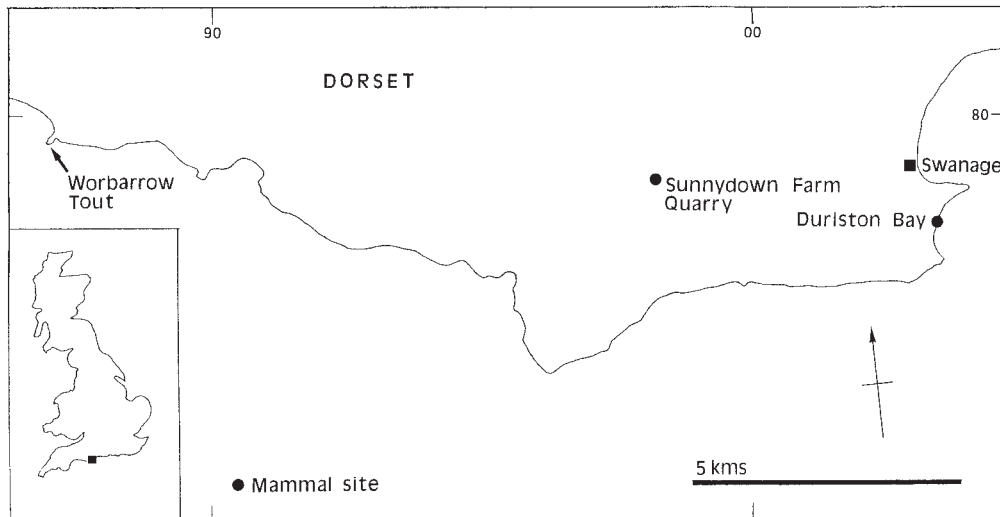 90
00
DORSET
80
Swanage
Worbarrow
Tout
Sunnydown Farm
Quarry
Durlston Bay
5 kms
Mammal site